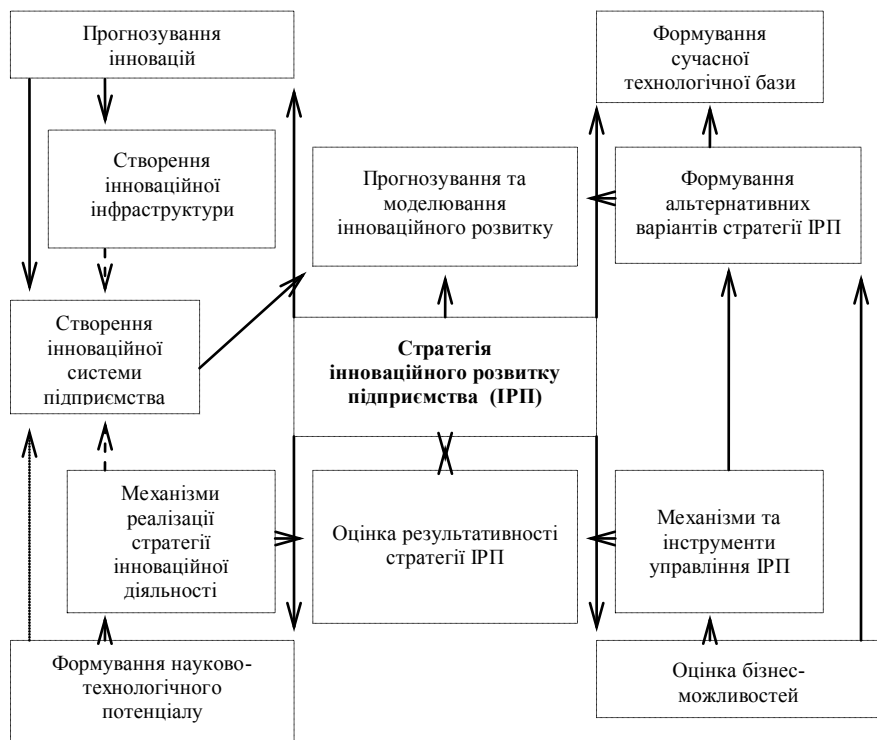 Прогнозування
інновацій
Формування
сучасної
технологічної бази
Створення
інноваційної
інфраструктури
Прогнозування та
моделювання
інноваційного розвитку
Формування
альтернативних
варіантів стратегії ІРП
Створення
інноваційної
системи
підприємства
Стратегія
інноваційного розвитку
підприємства (ІРП)
Механізми
реалізації
стратегії
інноваційної
діяльності
Оцінка результативності
стратегії ІРП
Механізми та
інструменти
управління ІРП
Формування науково-
технологічного
потенціалу
Оцінка бізнес-
можливостей